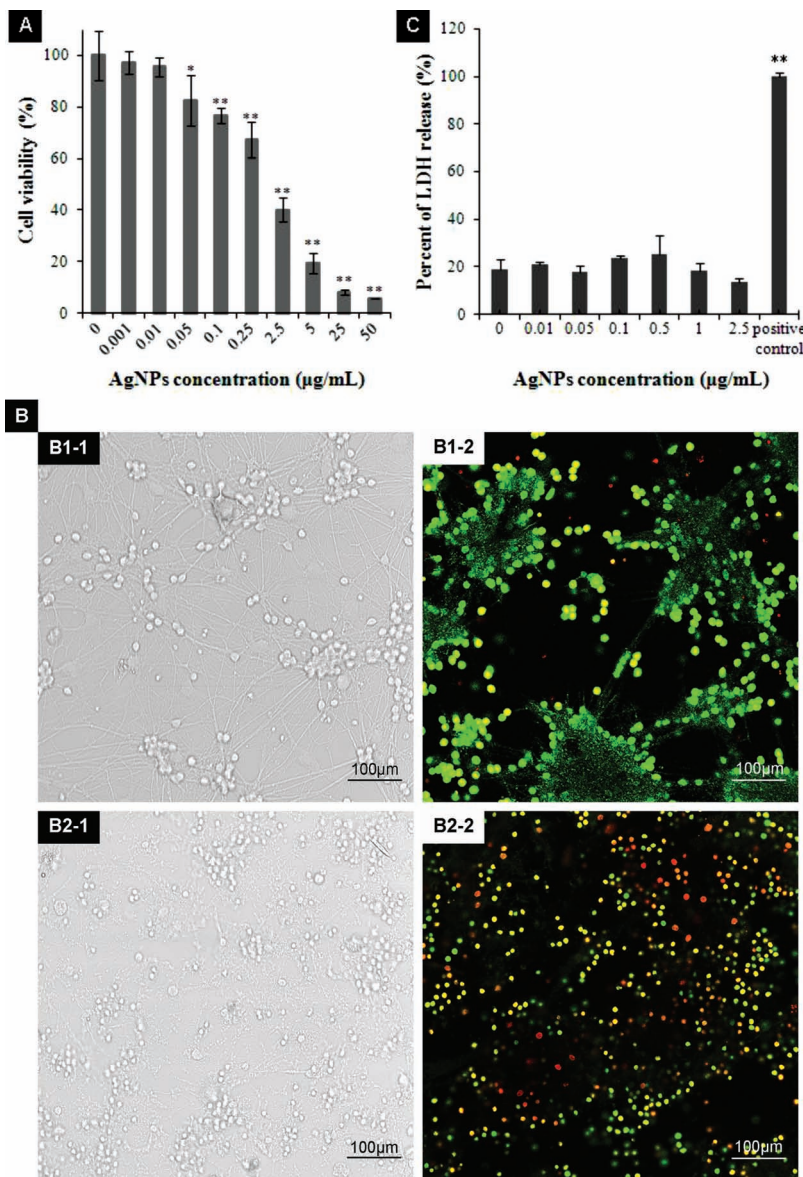 A
Cell viability (%)
100
80
60
40
20
0
*
**
**
**
**
**
**
0
0.001
0.01
0.05
0.1
0.25
2.5
5
25
50
AgNPs concentration (µg/mL)
C
Percent of LDH release (%)
120
100
80
60
40
20
0
**
0
0.01
0.05
0.1
0.5
1
2.5
positive
control
AgNPs concentration (µg/mL)
B
B1-1
100µm
B1-2
100µm
B2-1
100µm
B2-2
100µm